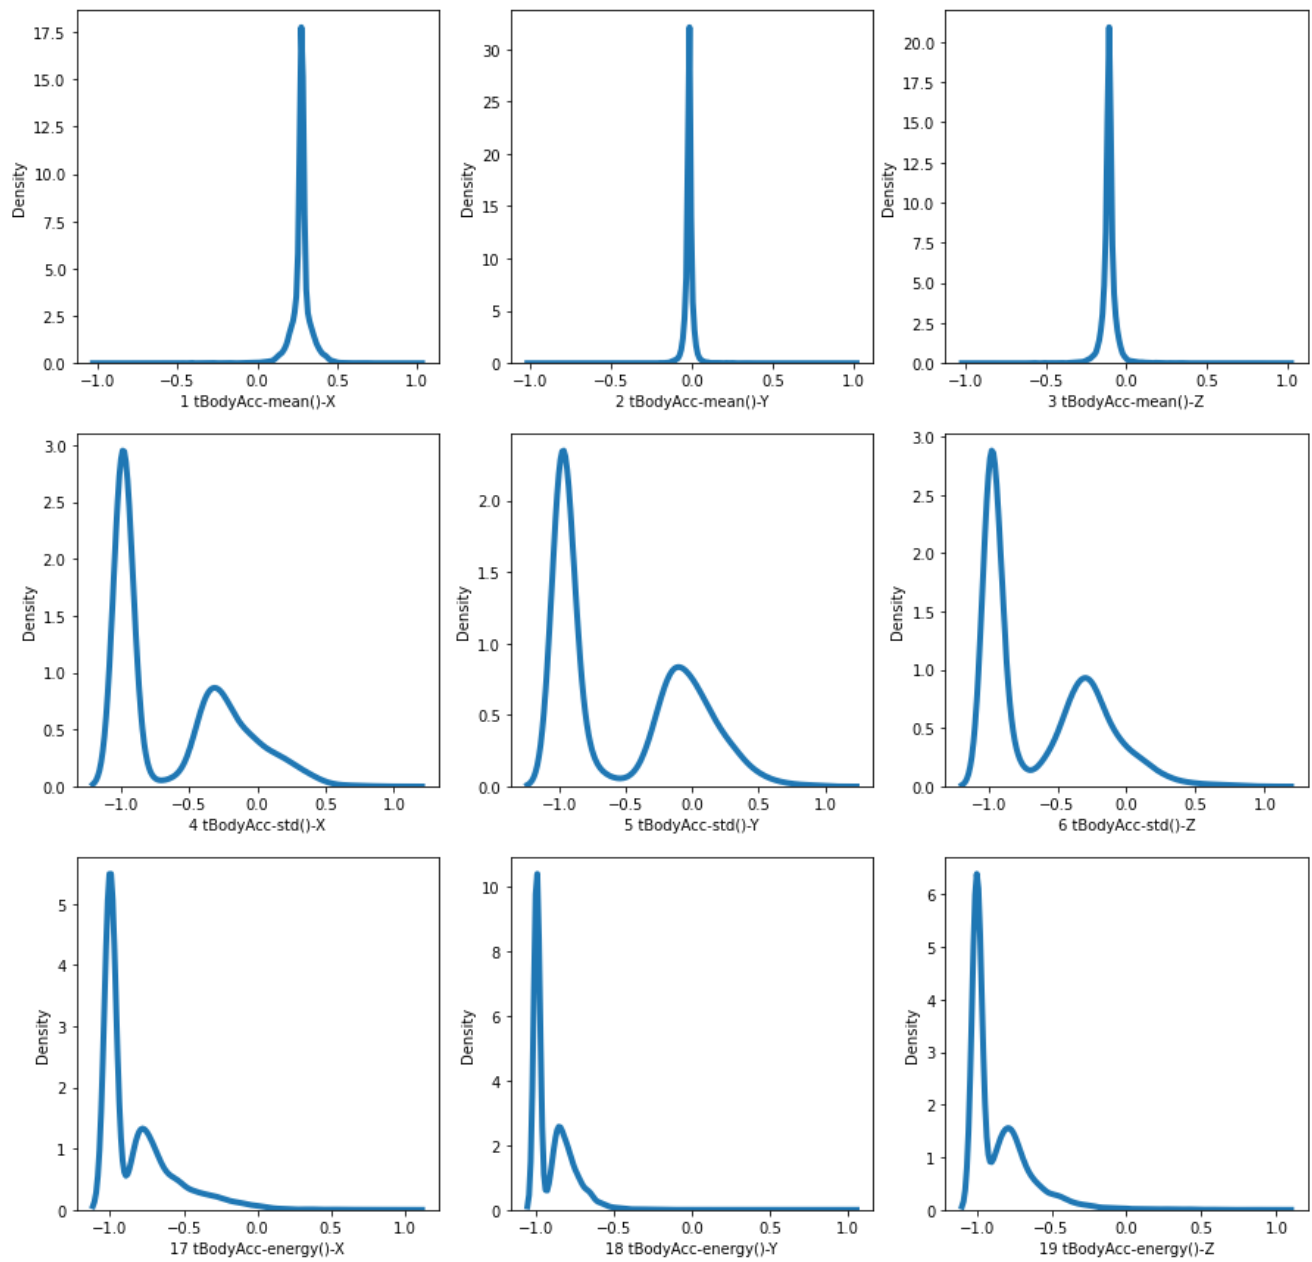 17.5
15.0
12.5
10.0
7.5
5.0
2.5
0.0
Density
−1.0 −0.5 0.0 0.5 1.0
1 tBodyAcc-mean()-X
30
25
20
15
10
5
0
Density
−1.0 −0.5 0.0 0.5 1.0
2 tBodyAcc-mean()-Y
20.0
17.5
15.0
12.5
10.0
7.5
5.0
2.5
0.0
Density
−1.0 −0.5 0.0 0.5 1.0
3 tBodyAcc-mean()-Z
3.0
2.5
2.0
1.5
1.0
0.5
0.0
Density
−1.0 −0.5 0.0 0.5 1.0
4 tBodyAcc-std()-X
2.0
1.5
1.0
0.5
0.0
Density
−1.0 −0.5 0.0 0.5 1.0
5 tBodyAcc-std()-Y
3.0
2.5
2.0
1.5
1.0
0.5
0.0
Density
−1.0 −0.5 0.0 0.5 1.0
6 tBodyAcc-std()-Z
5
4
3
2
1
0
Density
−1.0 −0.5 0.0 0.5 1.0
17 tBodyAcc-energy()-X
10
8
6
4
2
0
Density
−1.0 −0.5 0.0 0.5 1.0
18 tBodyAcc-energy()-Y
6
5
4
3
2
1
0
Density
−1.0 −0.5 0.0 0.5 1.0
19 tBodyAcc-energy()-Z